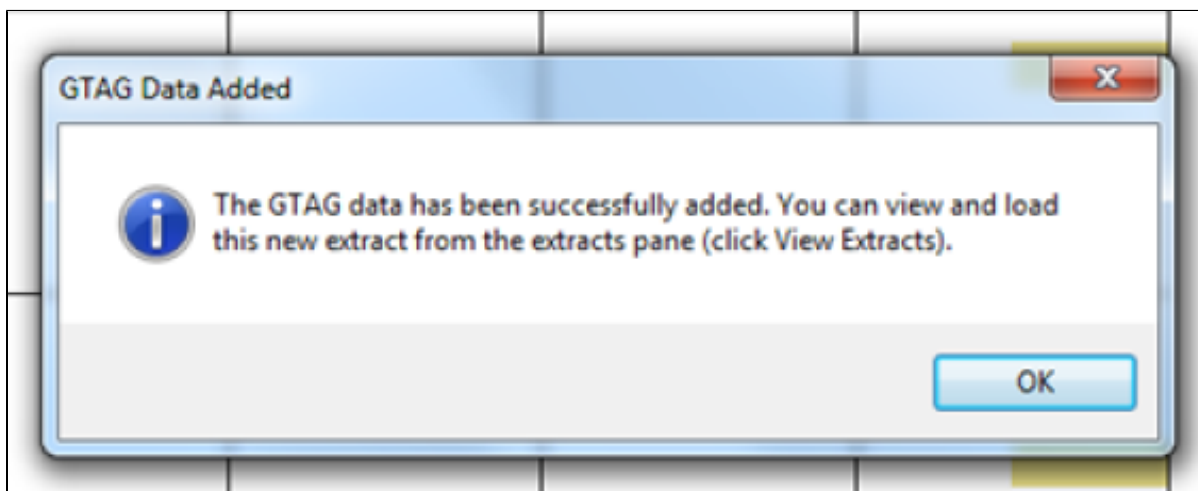 GTAG Data Added
The GTAG data has been successfully added. You can view and load
this new extract from the extracts pane (click View Extracts).
OK